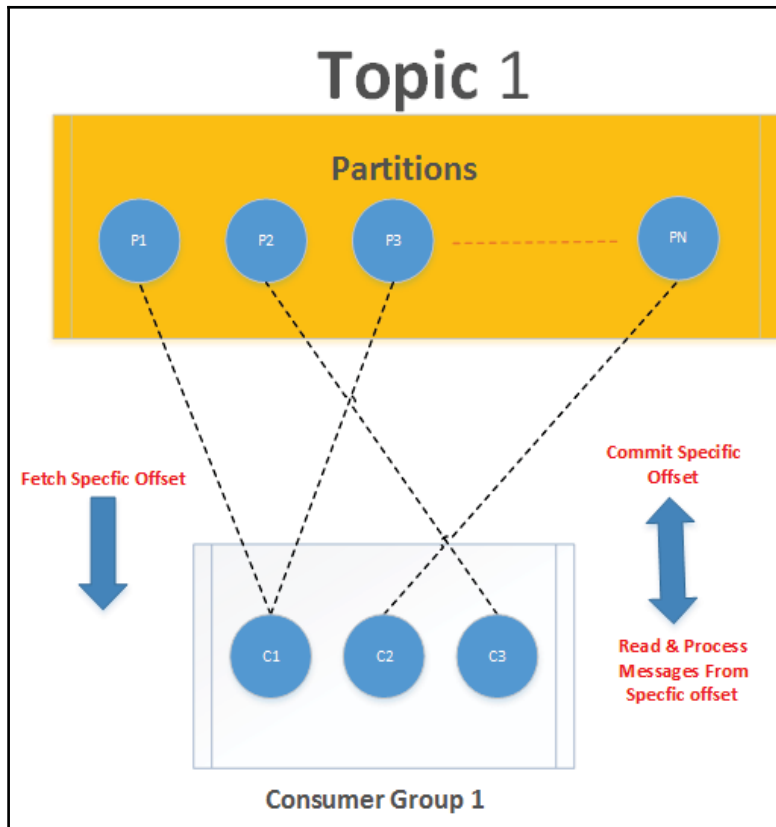 Topic 1
Partitions
P1 P2 P3 PN
Fetch Specfic Offset
Commit Specific
Offset
C1 C2 C3
Read & Process
Messages From
Specfic offset
Consumer Group 1